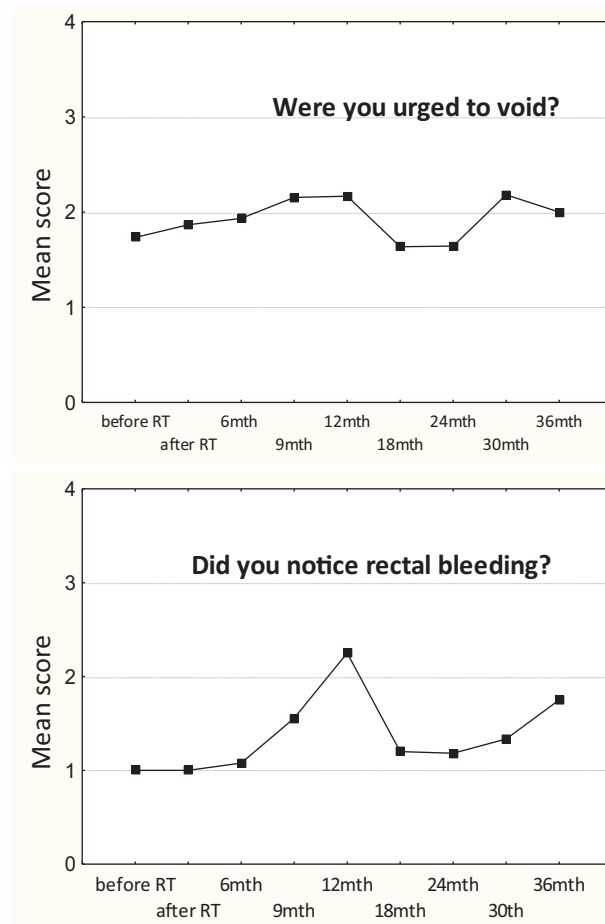 4
Were you urged to void?
3
Mean score
2
1
0
before RT 6mth 12mth 24mth 36mth
after RT 9mth 18mth 30mth
4
Did you notice rectal bleeding?
3
Mean score
2
1
0
before RT 6mth 12mth 24mth 36mth
after RT 9mth 18mth 30th